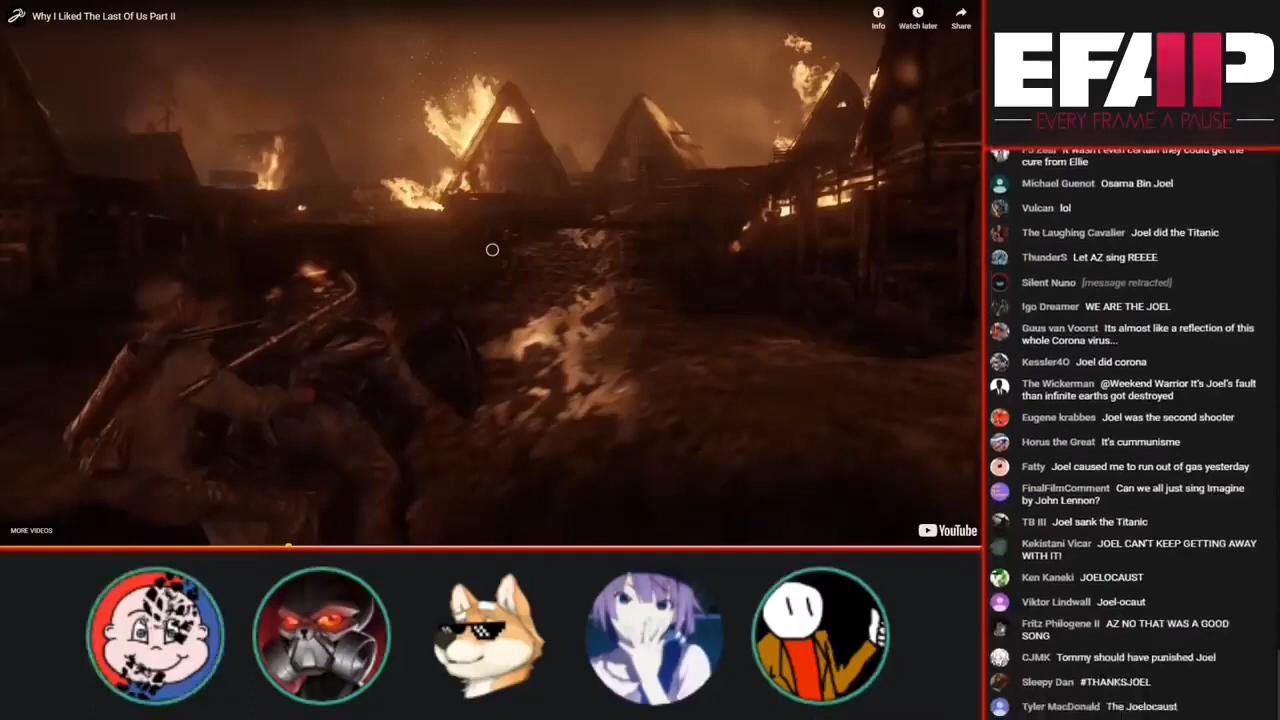 Why I Liked The Last Of Us Part II
Info
Watch later
Share
MORE VIDEOS
YouTube
EFAP
EVERY FRAME A PAUSE
it wasn't even certain they could get the
cure from Ellie
Michael Guenot Osama Bin Joel
Vulcan lol
The Laughing Cavalier Joel did the Titanic
ThunderS Let AZ sing REEEE
Silent Nuno [message retracted]
Igo Dreamer WE ARE THE JOEL
Guus van Voorst Its almost like a reflection of this
whole Corona virus...
Kessler40 Joel did corona
The Wickerman @Weekend Warrior It's Joel's fault
than infinite earths got destroyed
Eugene krabbes Joel was the second shooter
Horus the Great It's cummunisme
Fatty Joel caused me to run out of gas yesterday
FinalFilmComment Can we all just sing Imagine
by John Lennon?
TB III Joel sank the Titanic
Kekistani Vicar JOEL CAN'T KEEP GETTING AWAY
WITH IT!
Ken Kaneki JOELOCAUST
Viktor Lindwall Joel-ocaut
Fritz Philogene II AZ NO THAT WAS A GOOD
SONG
CJMK Tommy should have punished Joel
Sleepy Dan #THANKSJOEL
Tyler MacDonald The Joelocaust